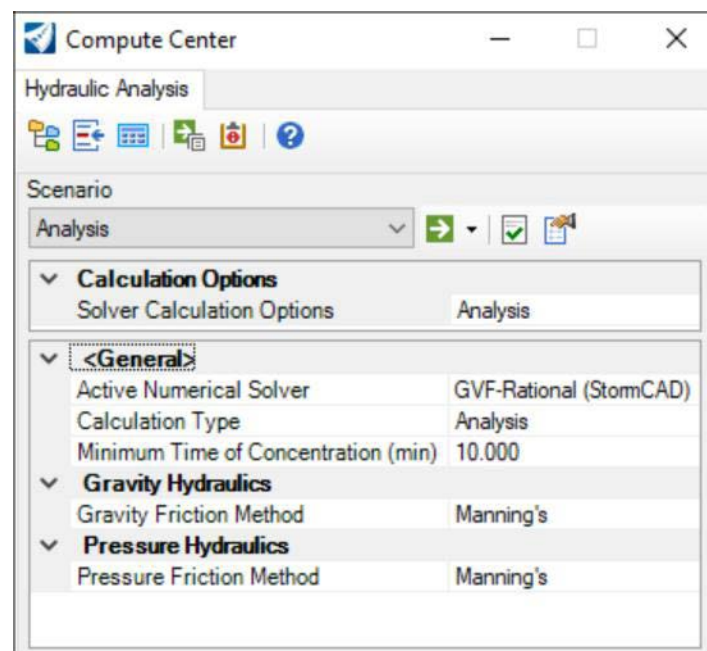 Compute Center
Hydraulic Analysis
Scenario
Analysis
Calculation Options
Solver Calculation Options Analysis
<General>
Active Numerical Solver GVF-Rational (StormCAD)
Calculation Type Analysis
Minimum Time of Concentration (min) 10.000
Gravity Hydraulics
Gravity Friction Method Manning's
Pressure Hydraulics
Pressure Friction Method Manning's